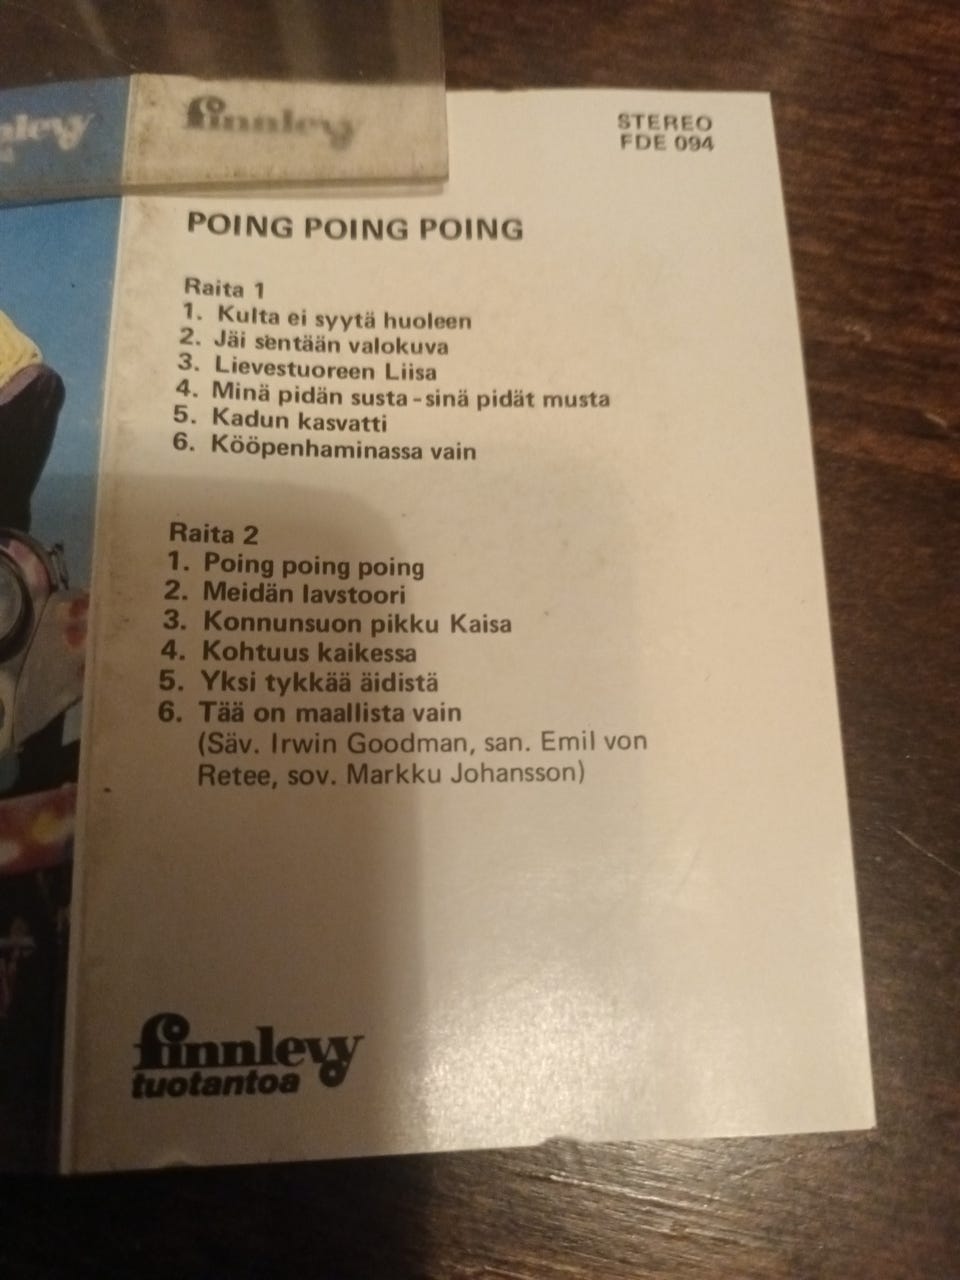 finnlevy
STEREO
FDE 094
POING POING POING
Raita 1
1. Kulta ei syytä huoleen
2. Jäi sentään valokuva
3. Lievestuoreen Liisa
4. Minä pidän susta - sinä pidät musta
5. Kadun kasvatti
6. Kööpenhaminassa vain
Raita 2
1. Poing poing poing
2. Meidän lavstoori
3. Konnunsuon pikku Kaisa
4. Kohtuus kaikessa
5. Yksi tykkää äidistä
6. Tää on maallista vain
(Säv. Irwin Goodman, san. Emil von
Retee, sov. Markku Johansson)
finnlevy
tuotantoa